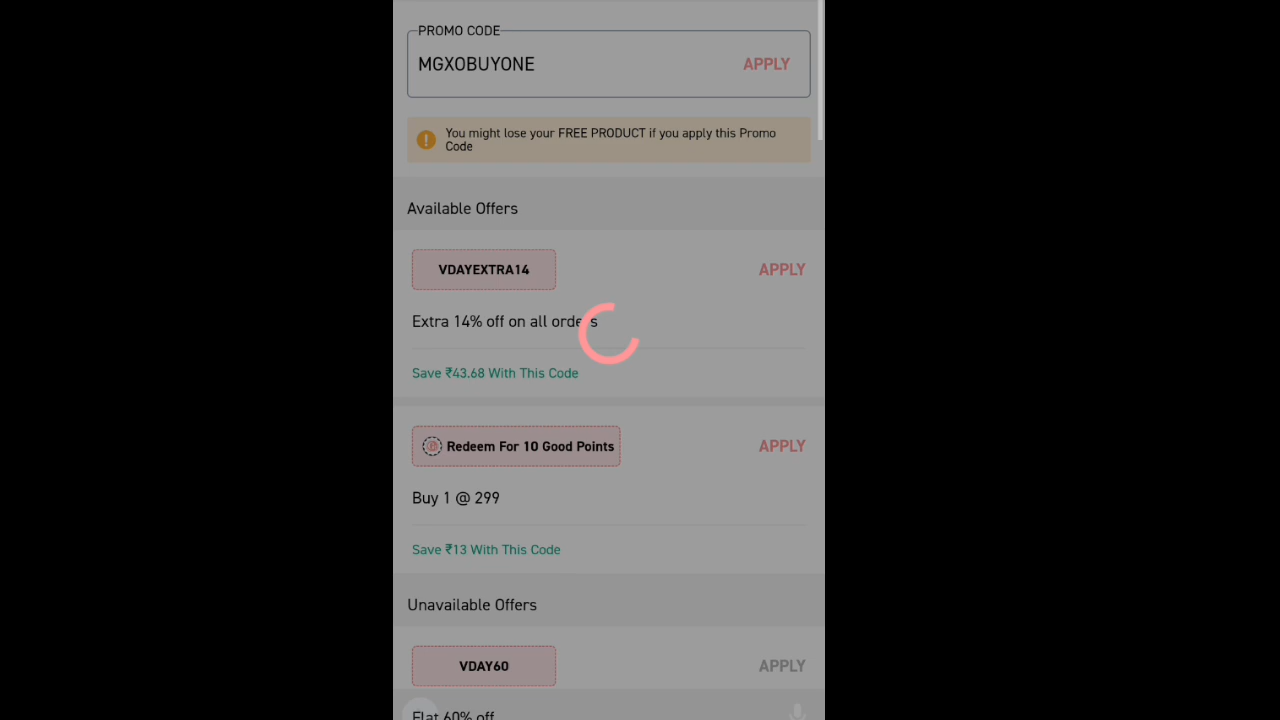 PROMO CODE
MGXOBUYONE
APPLY
You might lose your FREE PRODUCT if you apply this Promo
Code
Available Offers
VDAYEXTRA14
APPLY
Extra 14% off on all orders
Save ₹43.68 With This Code
Redeem For 10 Good Points
APPLY
Buy 1 @ 299
Save ₹13 With This Code
Unavailable Offers
VDAY60
APPLY
Flat 60% off